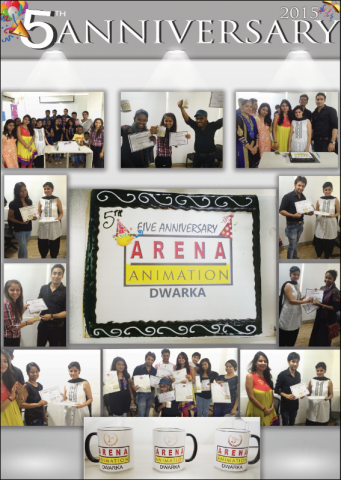 2015
5TH ANNIVERSARY
5TH
FIVE ANNIVERSARY
ARENA
ANIMATION
DWARKA
ARENA
ANIMATION
DWARKA
ARENA
ANIMATION
DWARKA
ARENA
ANIMATION
DWARKA